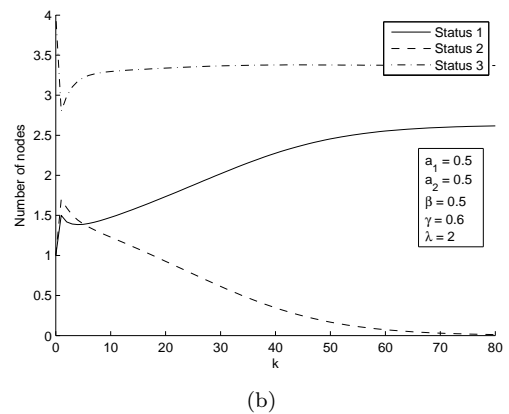 4
3.5
3
2.5
2
1.5
1
0.5
0
Number of nodes
Status 1
Status 2
Status 3
a₁ = 0.5
a₂ = 0.5
β = 0.5
γ = 0.6
λ = 2
0 10 20 30 40 50 60 70 80
k
(b)